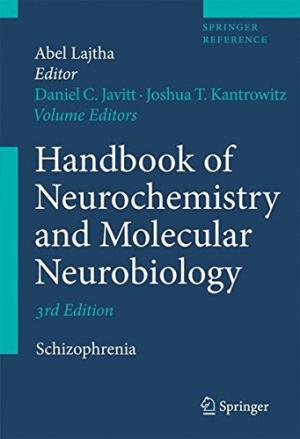 SPRINGER
REFERENCE
Abel Lajtha
Editor
Daniel C. Javitt · Joshua T. Kantrowitz
Volume Editors
Handbook of
Neurochemistry
and Molecular
Neurobiology
3rd Edition
Schizophrenia
Springer